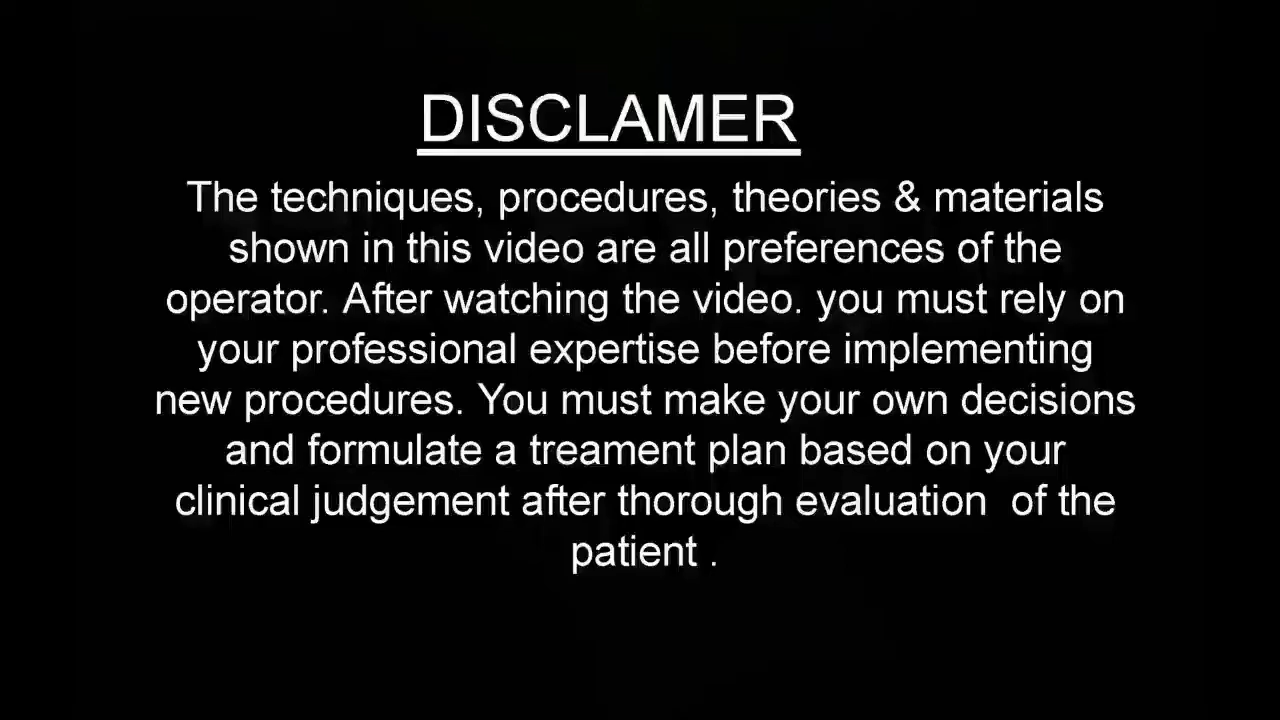 DISCLAMER
The techniques, procedures, theories & materials
shown in this video are all preferences of the
operator. After watching the video. you must rely on
your professional expertise before implementing
new procedures. You must make your own decisions
and formulate a treament plan based on your
clinical judgement after thorough evaluation  of the
patient .